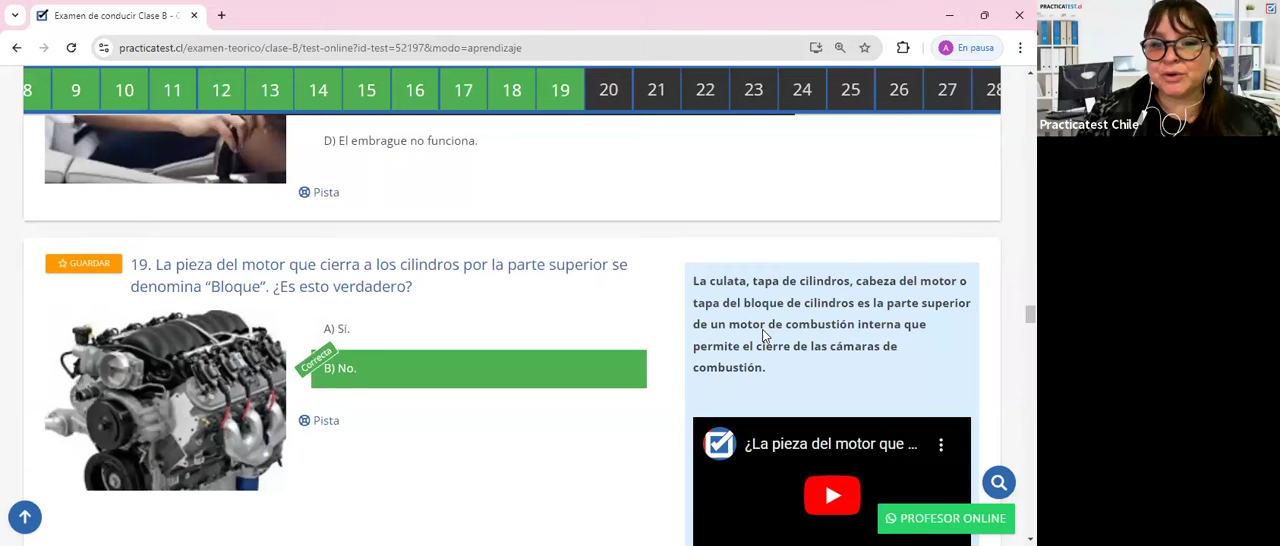 Examen de conducir Clase B - C
practicatest.cl/examen-teorico/clase-B/test-online?id-test=52197&modo=aprendizaje
A
En pausa
PRACTICATEST.cl
8 9 10 11 12 13 14 15 16 17 18 19 20 21 22 23 24 25 26 27 28
Practicatest Chile
D) El embrague no funciona.
Pista
GUARDAR
19. La pieza del motor que cierra a los cilindros por la parte superior se
denomina “Bloque”. ¿Es esto verdadero?
A) Sí.
Correcta
B) No.
Pista
La culata, tapa de cilindros, cabeza del motor o
tapa del bloque de cilindros es la parte superior
de un motor de combustión interna que
permite el cierre de las cámaras de
combustión.
¿La pieza del motor que ...
PROFESOR ONLINE